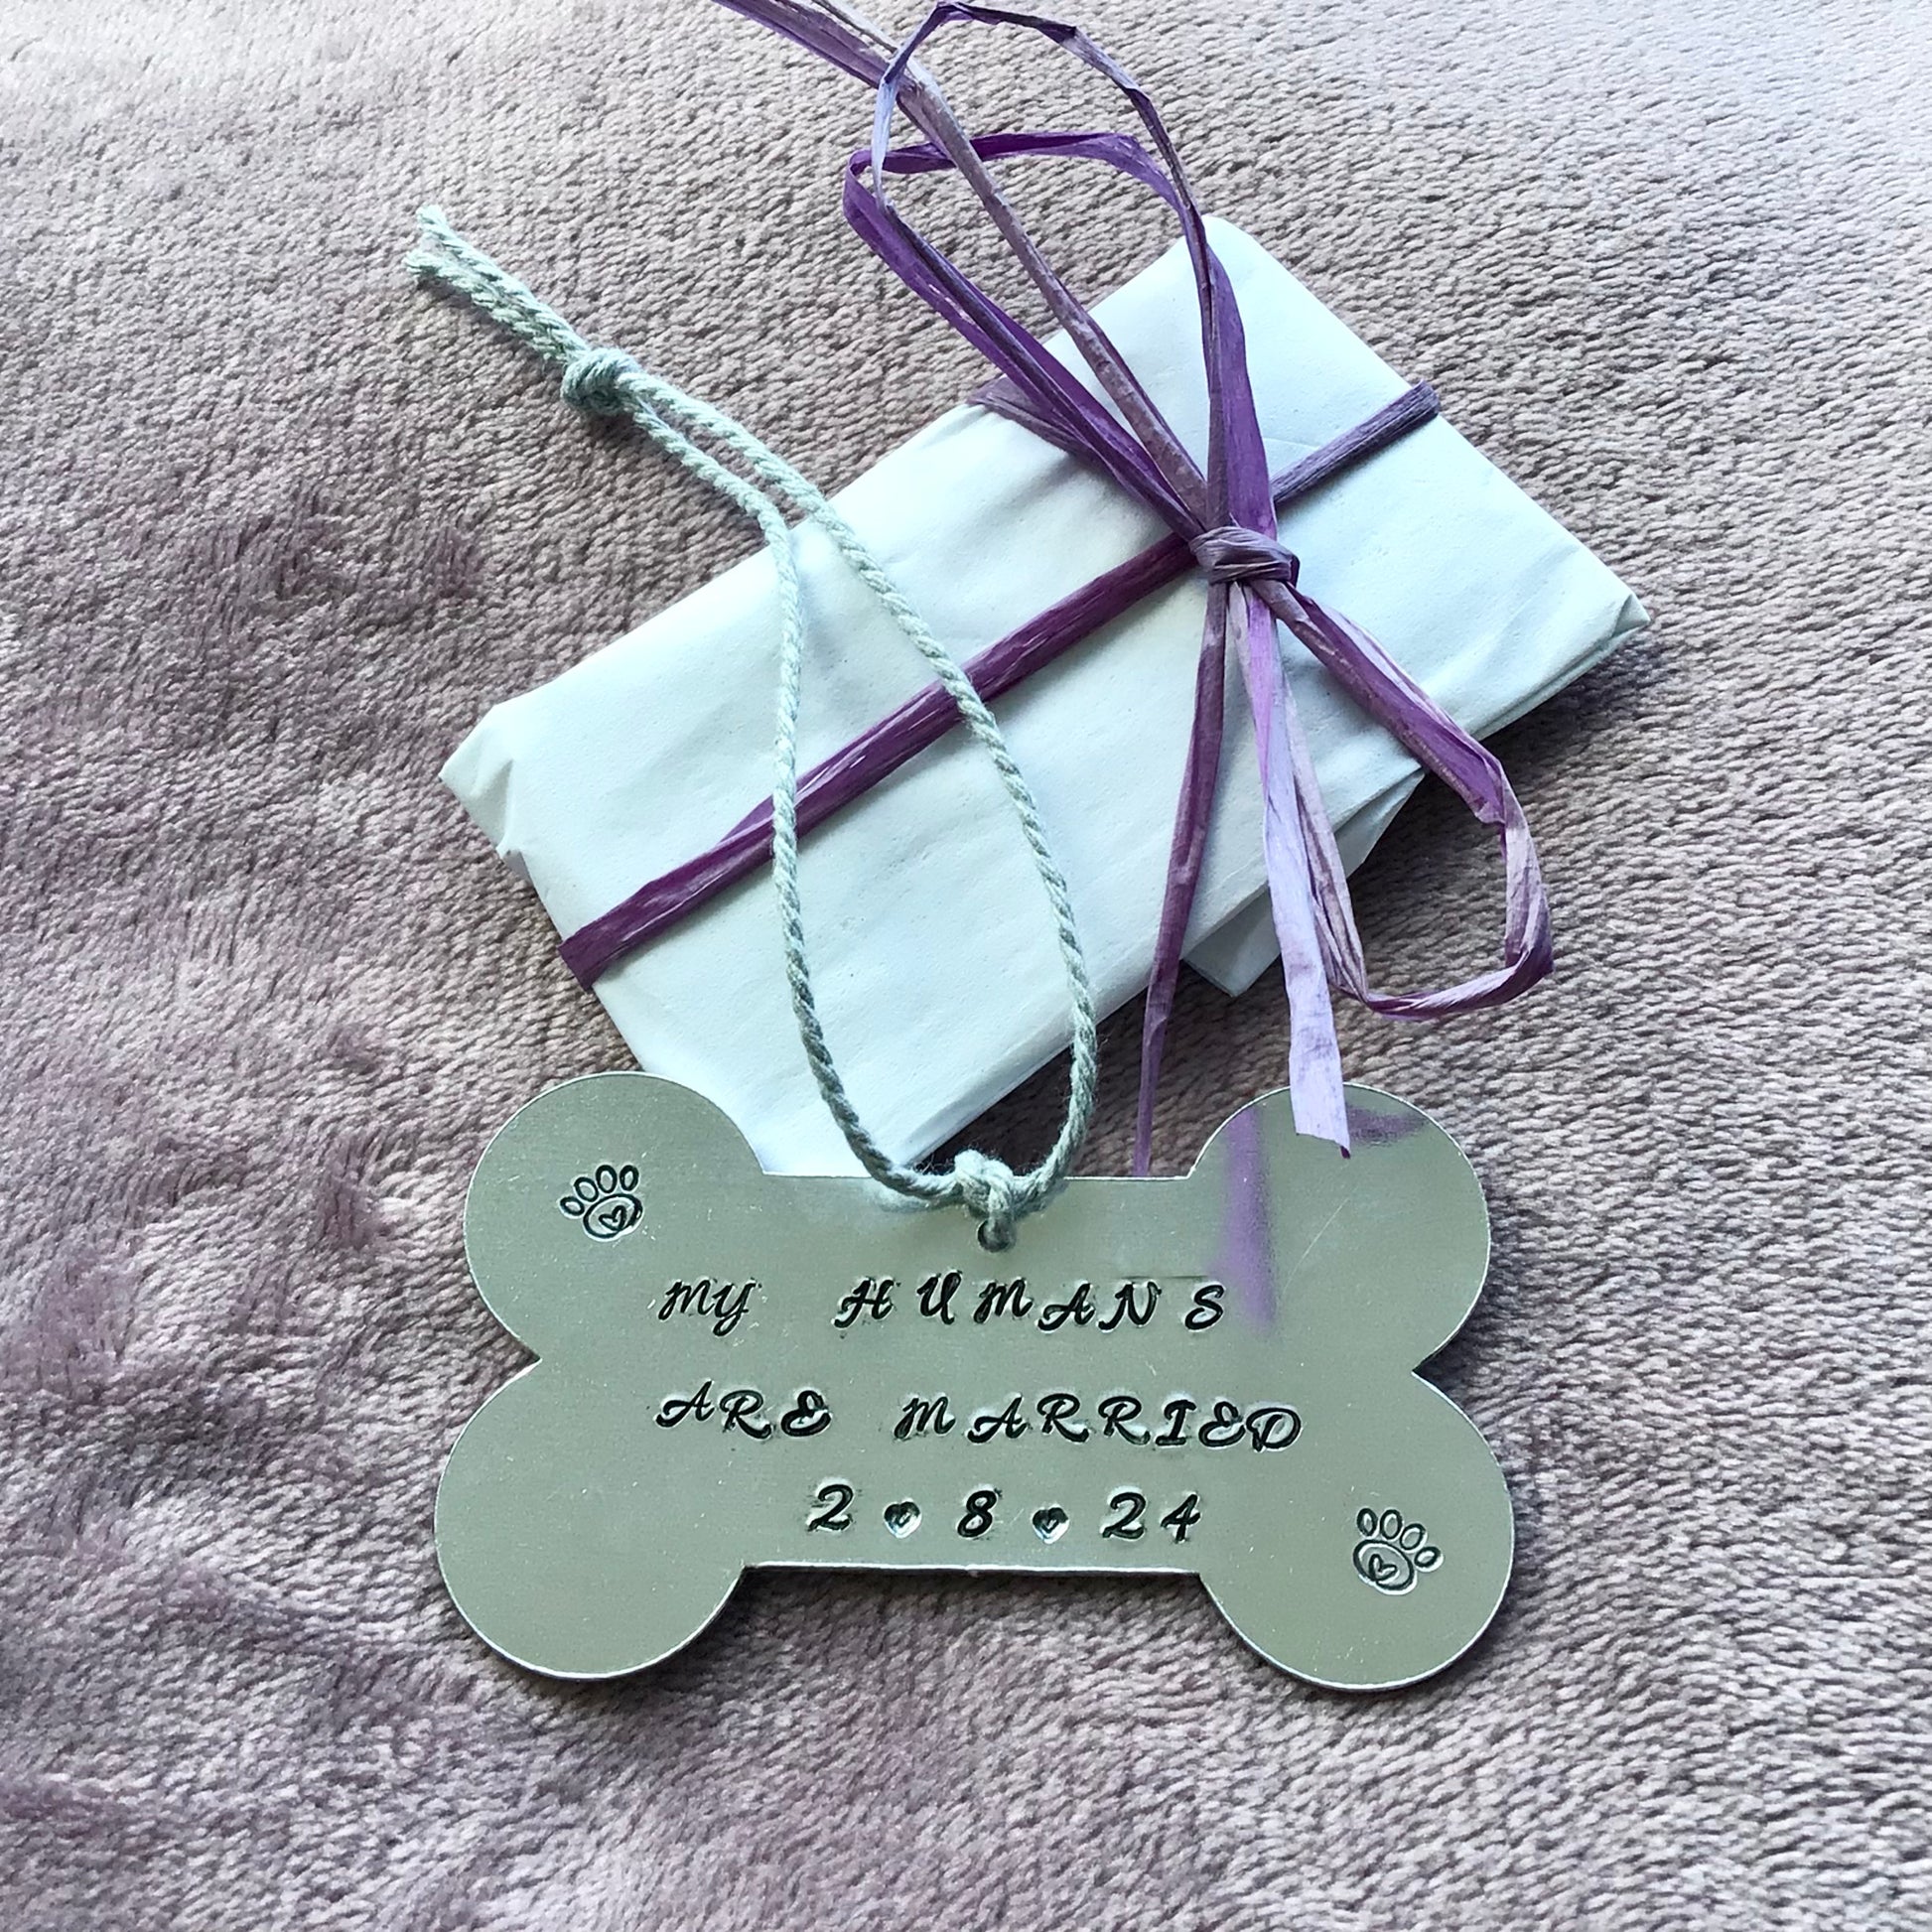 MY HUMANS
ARE MARRIED
2 ♥ 8 ♥ 24